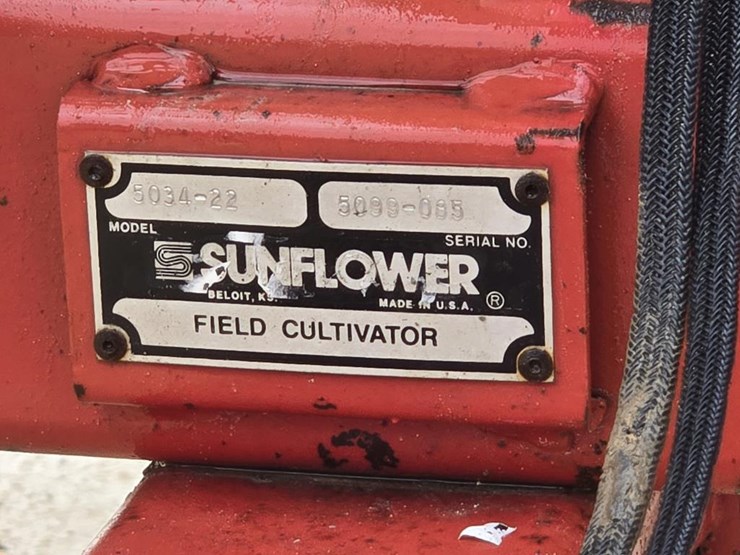 5034-22 5099-085
MODEL SERIAL NO.
SUNFLOWER
BELOIT, KS. MADE IN U.S.A. ®
FIELD CULTIVATOR